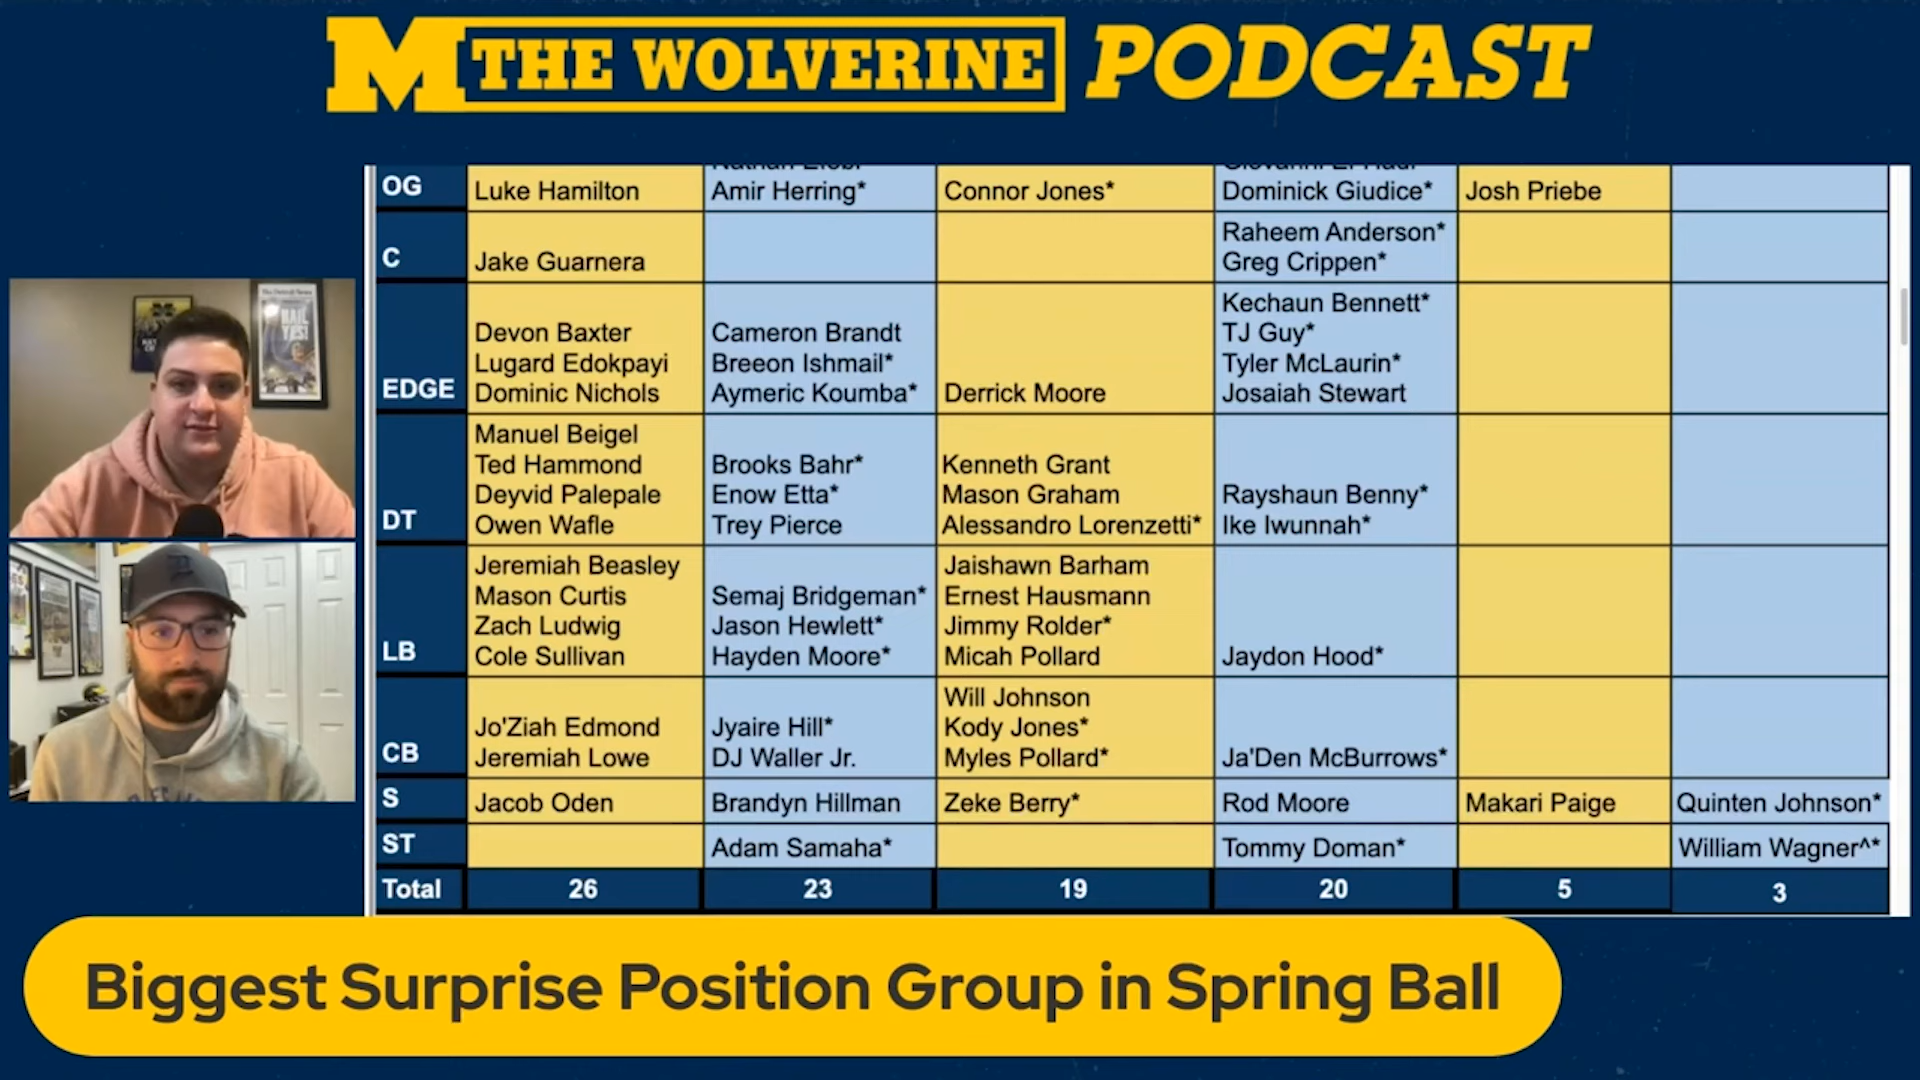 M THE WOLVERINE PODCAST
OG
Luke Hamilton
Amir Herring*
Connor Jones*
Dominick Giudice*
Josh Priebe
C
Jake Guarnera
Raheem Anderson*
Greg Crippen*
EDGE
Devon Baxter
Lugard Edokpayi
Dominic Nichols
Cameron Brandt
Breeon Ishmail*
Aymeric Koumba*
Derrick Moore
Kechaun Bennett*
TJ Guy*
Tyler McLaurin*
Josaiah Stewart
DT
Manuel Beigel
Ted Hammond
Deyvid Palepale
Owen Wafle
Brooks Bahr*
Enow Etta*
Trey Pierce
Kenneth Grant
Mason Graham
Alessandro Lorenzetti*
Rayshaun Benny*
Ike Iwunnah*
LB
Jeremiah Beasley
Mason Curtis
Zach Ludwig
Cole Sullivan
Semaj Bridgeman*
Jason Hewlett*
Hayden Moore*
Jaishawn Barham
Ernest Hausmann
Jimmy Rolder*
Micah Pollard
Jaydon Hood*
CB
Jo'Ziah Edmond
Jeremiah Lowe
Jyaire Hill*
DJ Waller Jr.
Will Johnson
Kody Jones*
Myles Pollard*
Ja'Den McBurrows*
S
Jacob Oden
Brandyn Hillman
Zeke Berry*
Rod Moore
Makari Paige
Quinten Johnson*
ST
Adam Samaha*
Tommy Doman*
William Wagner^*
Total
26
23
19
20
5
3
HAIL
YES!
Biggest Surprise Position Group in Spring Ball